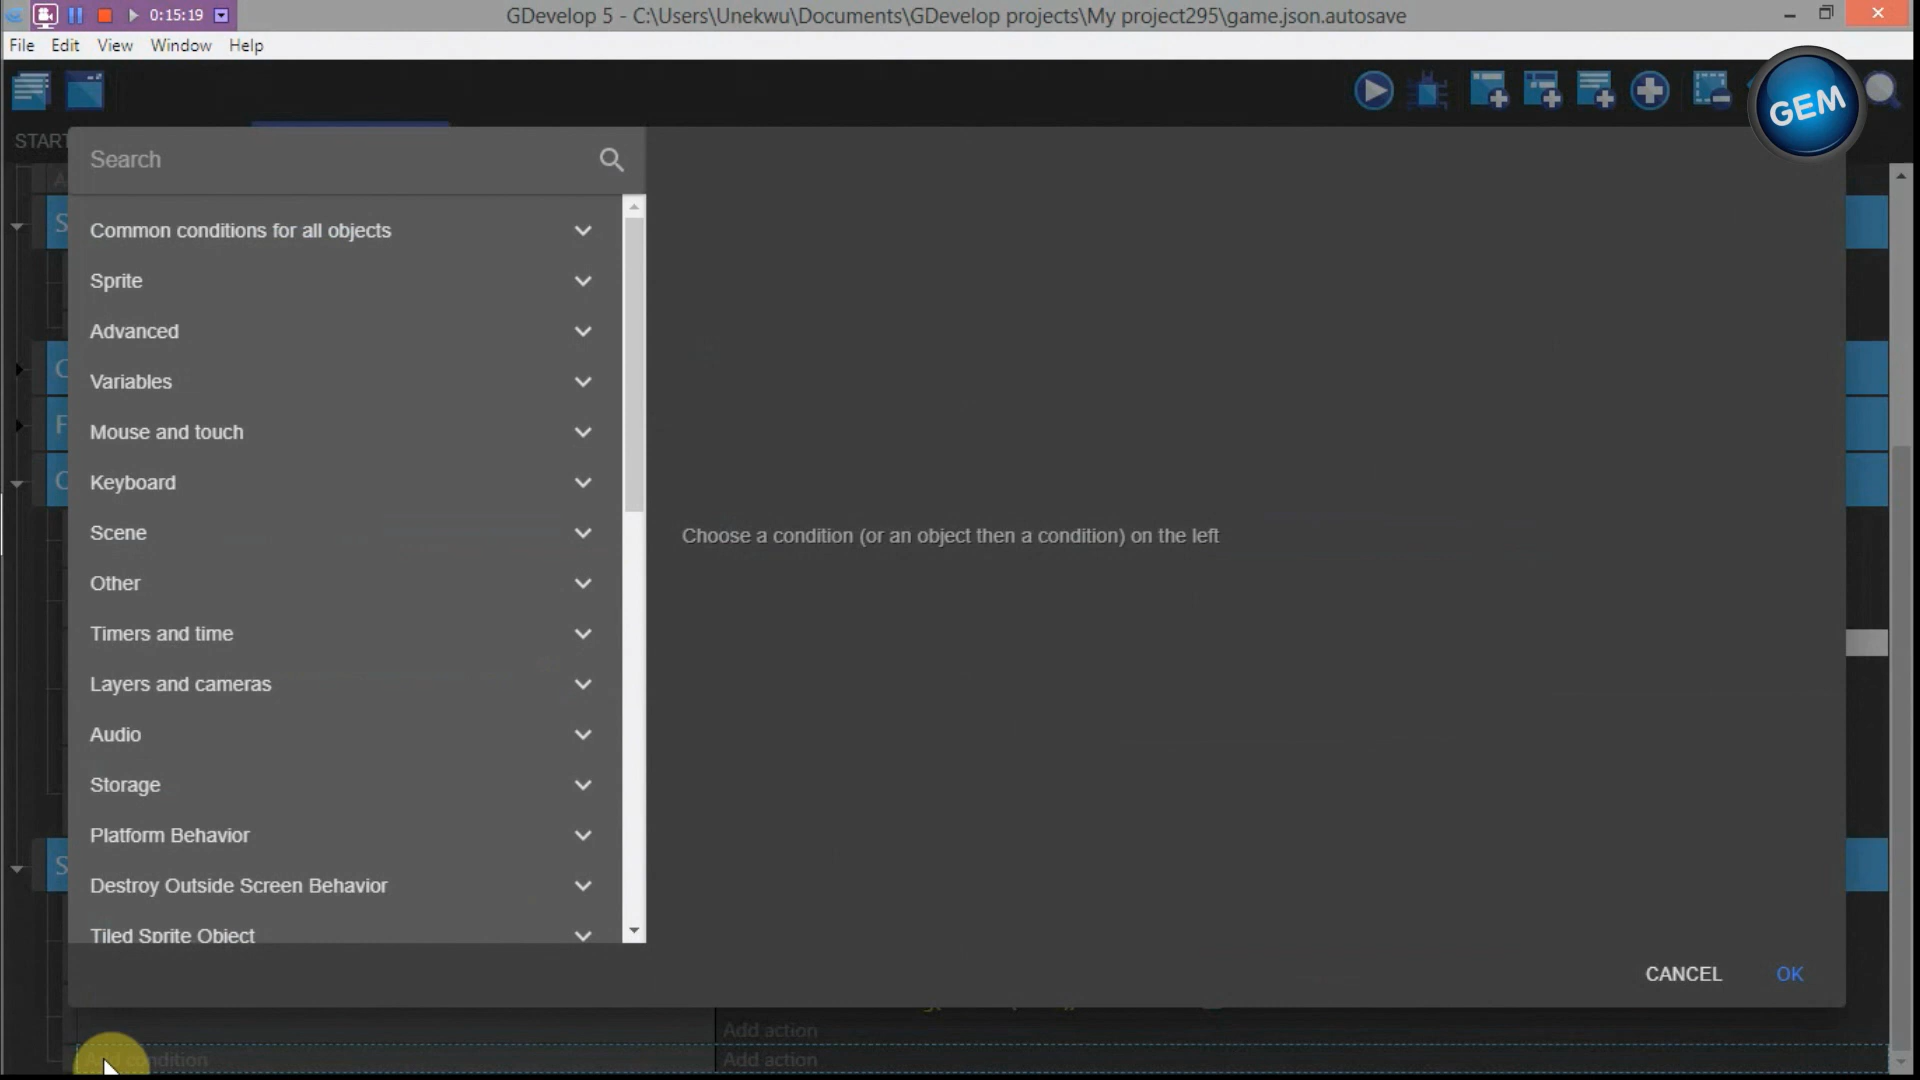 0:15:19
GDevelop 5 - C:\Users\Unekwu\Documents\GDevelop projects\My project295\game.json.autosave
File Edit View Window Help
GEM
START
Search
Common conditions for all objects
Sprite
Advanced
Variables
Mouse and touch
Keyboard
Scene
Choose a condition (or an object then a condition) on the left
Other
Timers and time
Layers and cameras
Audio
Storage
Platform Behavior
Destroy Outside Screen Behavior
Tiled Sprite Object
CANCEL OK
Add action
Add condition
Add action